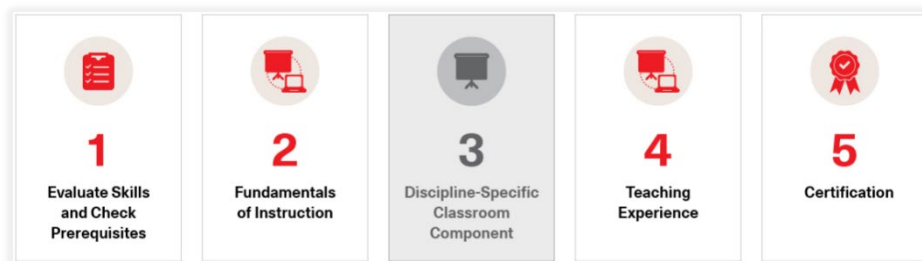 1
Evaluate Skills
and Check
Prerequisites
2
Fundamentals
of Instruction
3
Discipline-Specific
Classroom
Component
4
Teaching
Experience
5
Certification